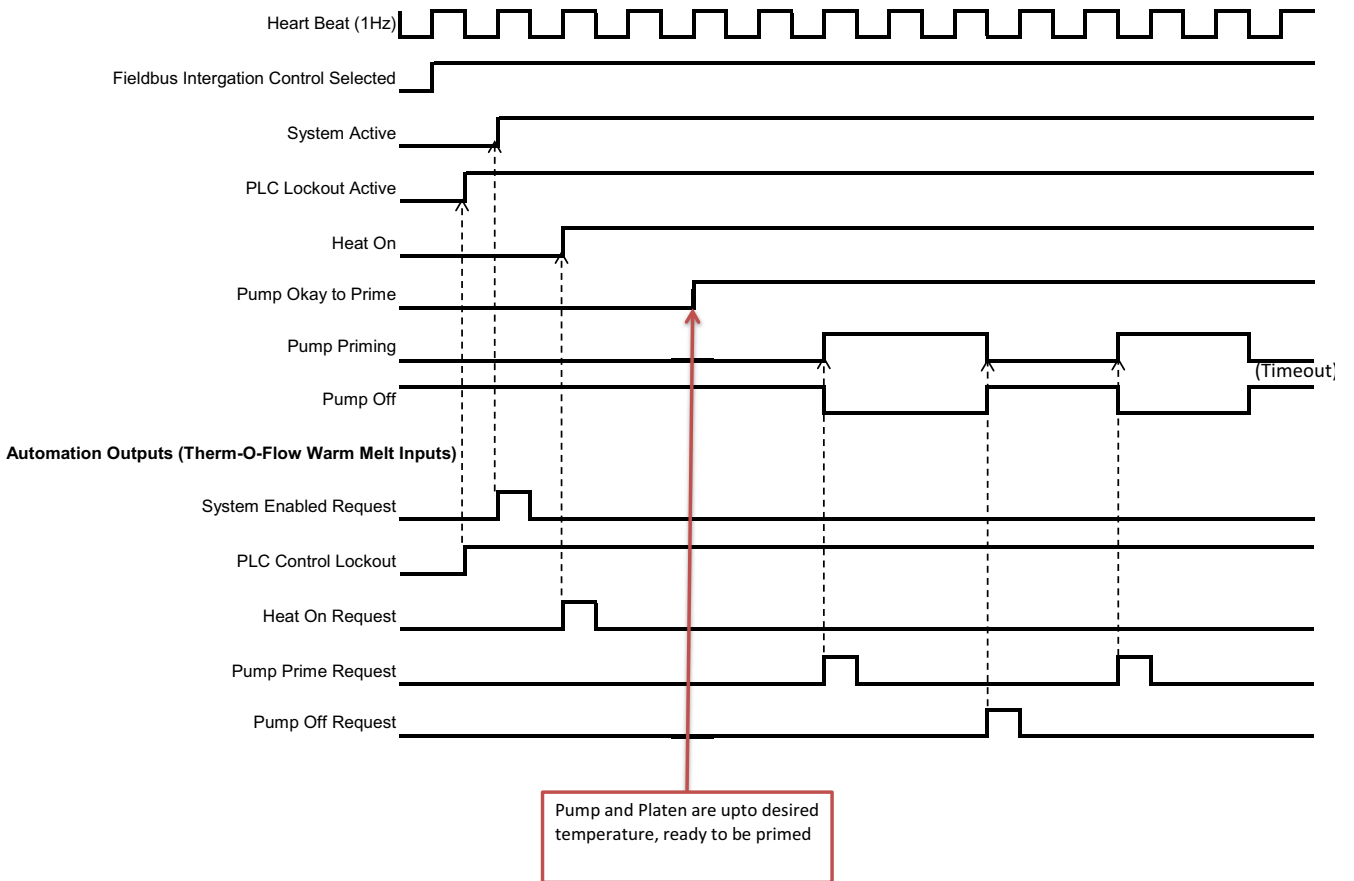 Heart Beat (1Hz)
Fieldbus Intergation Control Selected
System Active
PLC Lockout Active
Heat On
Pump Okay to Prime
Pump Priming
(Timeout)
Pump Off
Automation Outputs (Therm-O-Flow Warm Melt Inputs)
System Enabled Request
PLC Control Lockout
Heat On Request
Pump Prime Request
Pump Off Request
Pump and Platen are upto desired
temperature, ready to be primed